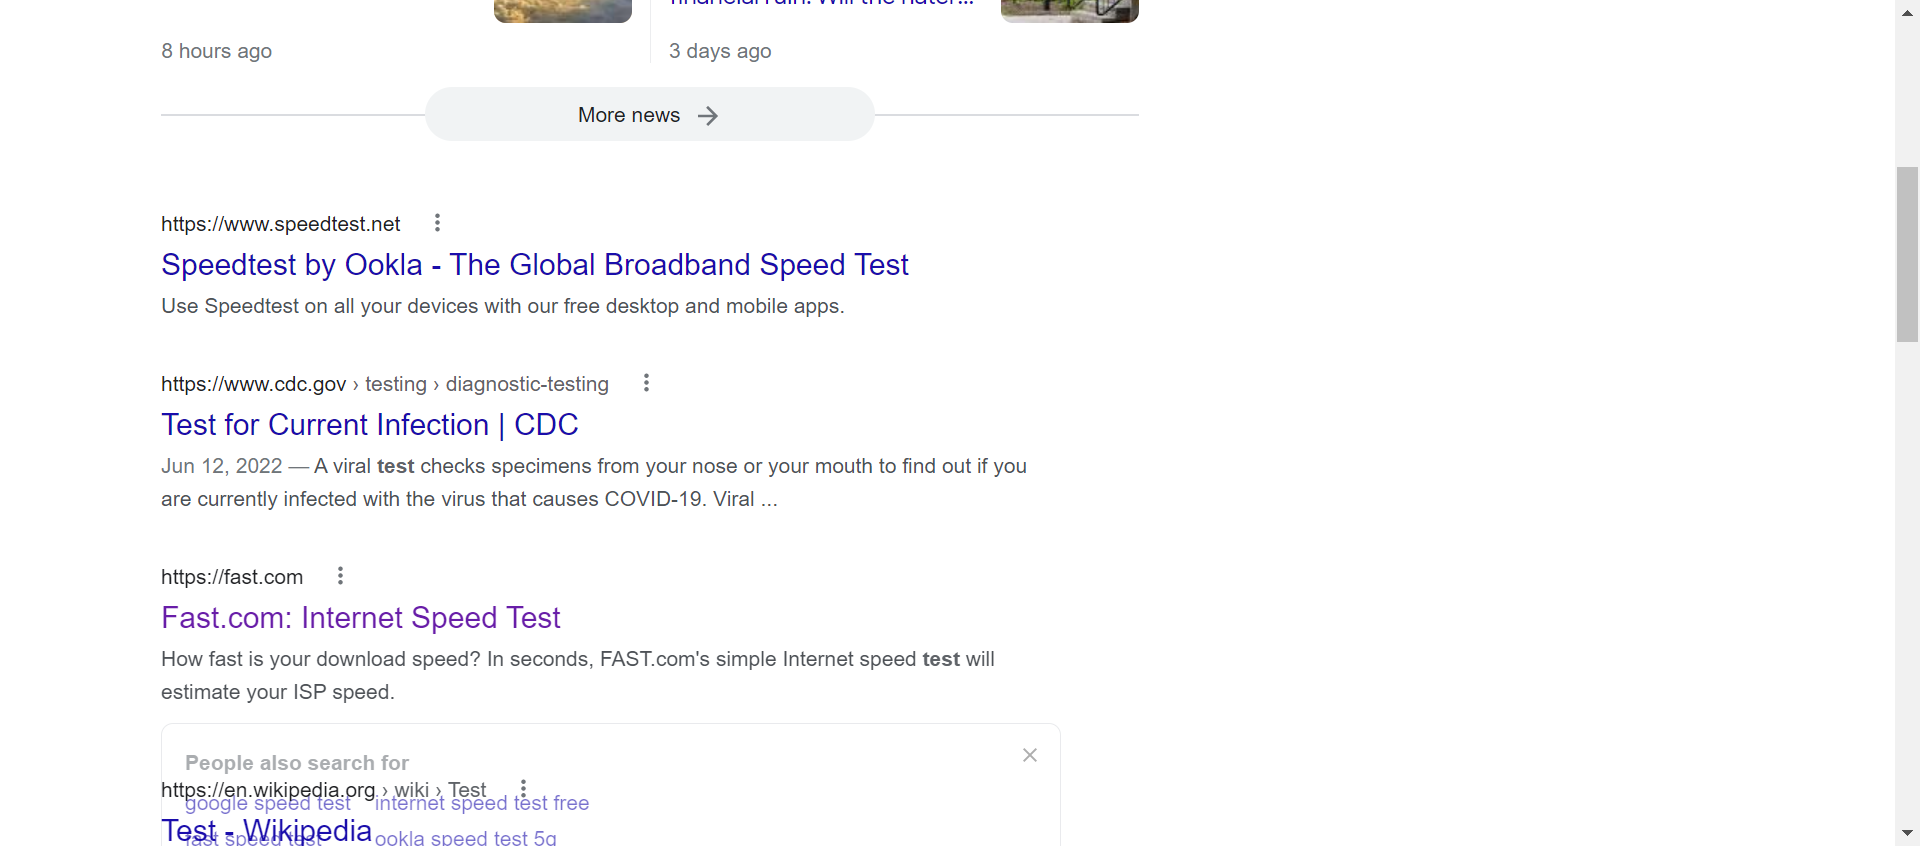 financial ruin. Will the hater...
8 hours ago
3 days ago
More news
https://www.speedtest.net
Speedtest by Ookla - The Global Broadband Speed Test
Use Speedtest on all your devices with our free desktop and mobile apps.
https://www.cdc.gov › testing › diagnostic-testing
Test for Current Infection | CDC
Jun 12, 2022 — A viral test checks specimens from your nose or your mouth to find out if you
are currently infected with the virus that causes COVID-19. Viral ...
https://fast.com
Fast.com: Internet Speed Test
How fast is your download speed? In seconds, FAST.com's simple Internet speed test will
estimate your ISP speed.
People also search for
https://en.wikipedia.org › wiki › Test
google speed test
internet speed test free
Test - Wikipedia
fast speed test
ookla speed test 5g